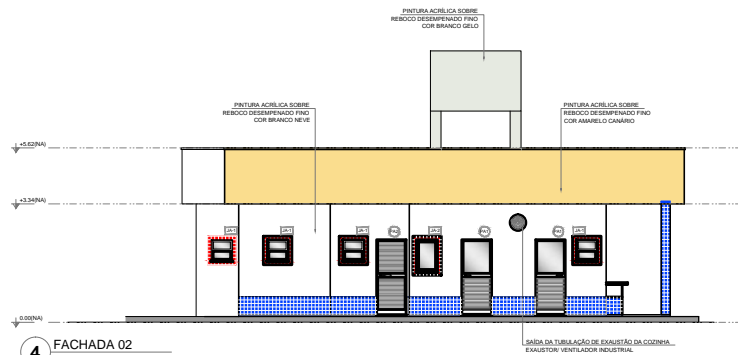 PINTURA ACRÍLICA SOBRE
REBOCO DESEMPENADO FINO
COR BRANCO GELO
PINTURA ACRÍLICA SOBRE
REBOCO DESEMPENADO FINO
COR BRANCO NEVE
PINTURA ACRÍLICA SOBRE
REBOCO DESEMPENADO FINO
COR AMARELO CANÁRIO
+5.62(NA)
+3.34(NA)
JA-1
JA-1
JA-1
PA2
JA-2
PA1
PA1
JA-1
0.00(NA)
4 FACHADA 02
SAÍDA DA TUBULAÇÃO DE EXAUSTÃO DA COZINHA
EXAUSTOR/ VENTILADOR INDUSTRIAL